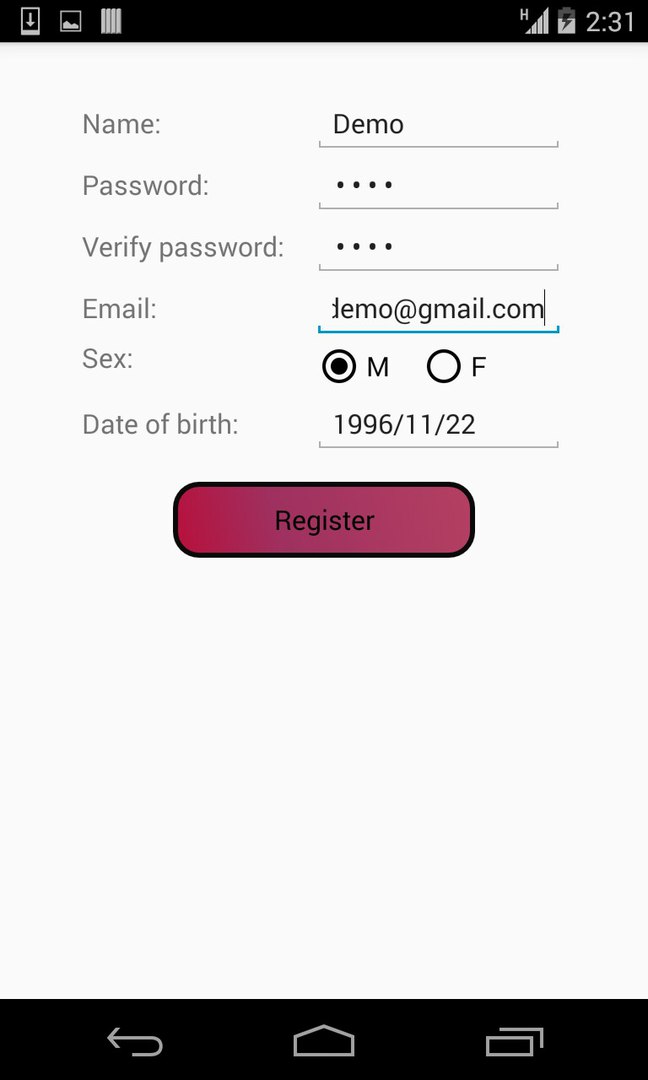 H 2:31
Name: Demo
Password: ••••
Verify password: ••••
Email: demo@gmail.com
Sex: M F
Date of birth: 1996/11/22
Register